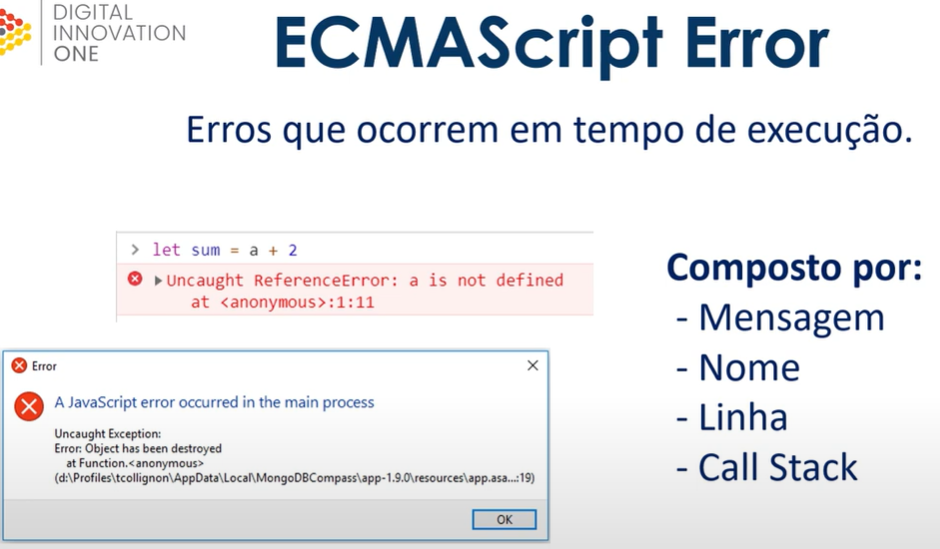 DIGITAL
INNOVATION
ONE
ECMAScript Error
Erros que ocorrem em tempo de execução.
> let sum = a + 2
Uncaught ReferenceError: a is not defined
at <anonymous>:1:11
Composto por:
- Mensagem
- Nome
- Linha
- Call Stack
Error
A JavaScript error occurred in the main process
Uncaught Exception:
Error: Object has been destroyed
at Function.<anonymous>
(d:\Profiles\tcollignon\AppData\Local\MongoDBCompass\app-1.9.0\resources\app.asa...:19)
OK